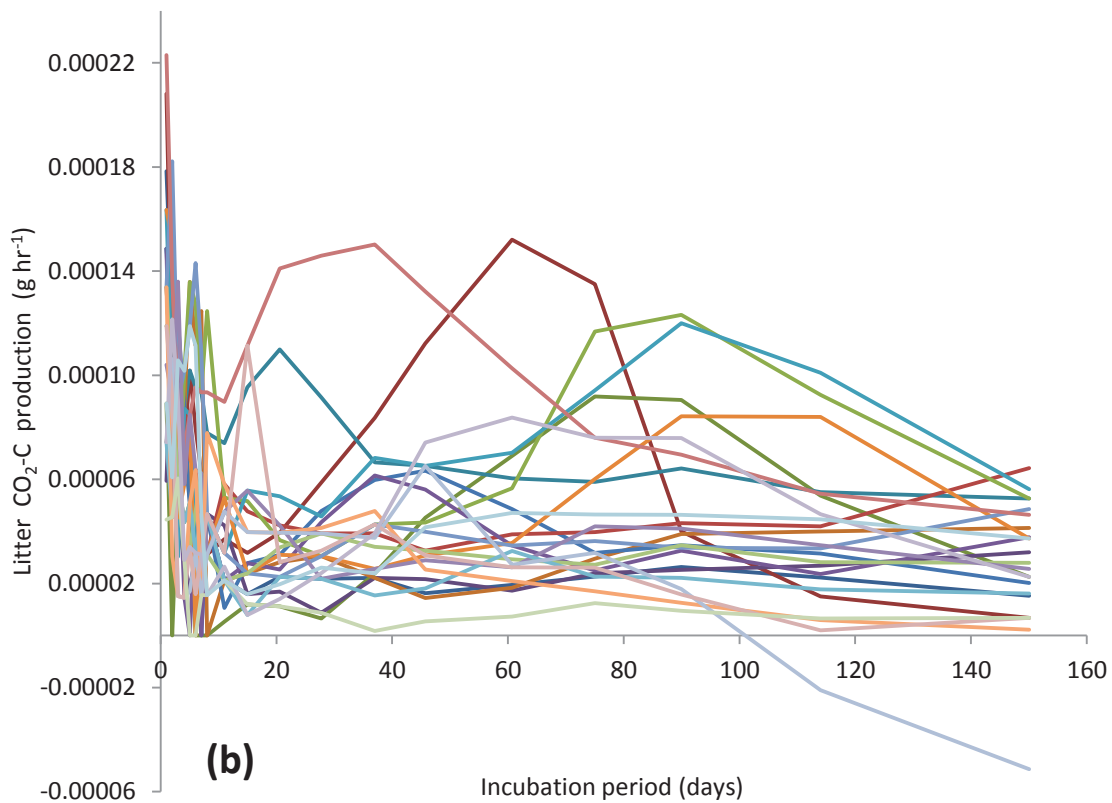 0.00022
0.00018
0.00014
0.00010
0.00006
0.00002
-0.00002
-0.00006
Litter CO₂-C production (g hr⁻¹)
0 20 40 60 80 100 120 140 160
(b)
Incubation period (days)